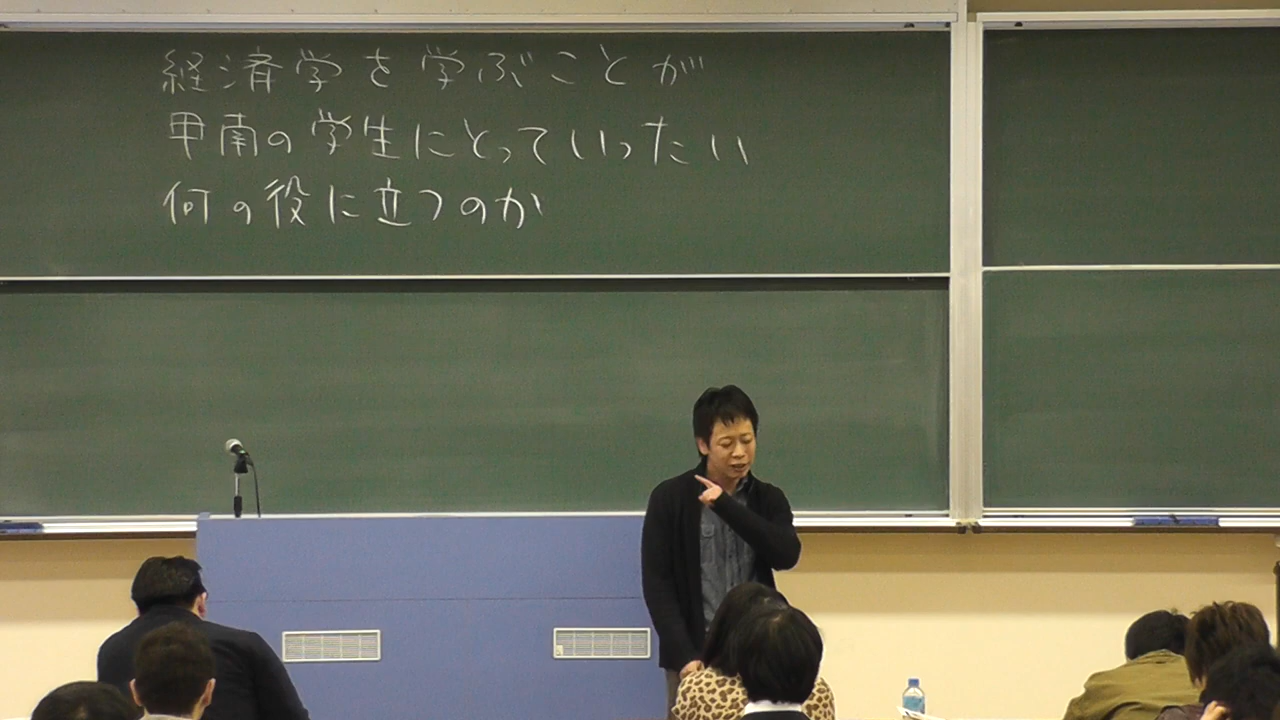 経済学を学ぶことが
甲南の学生にとっていったい
何の役に立つのか